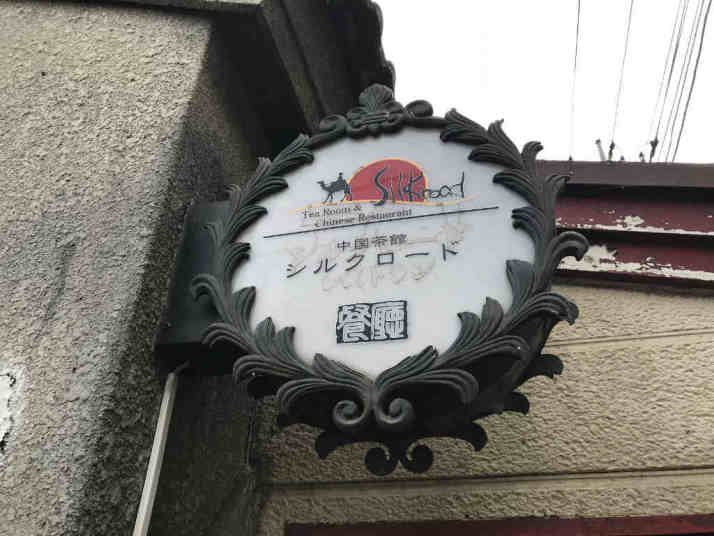 Silkroad
Tea Room &
Chinese Restaurant
中国茶館
シルクロード
餐廳